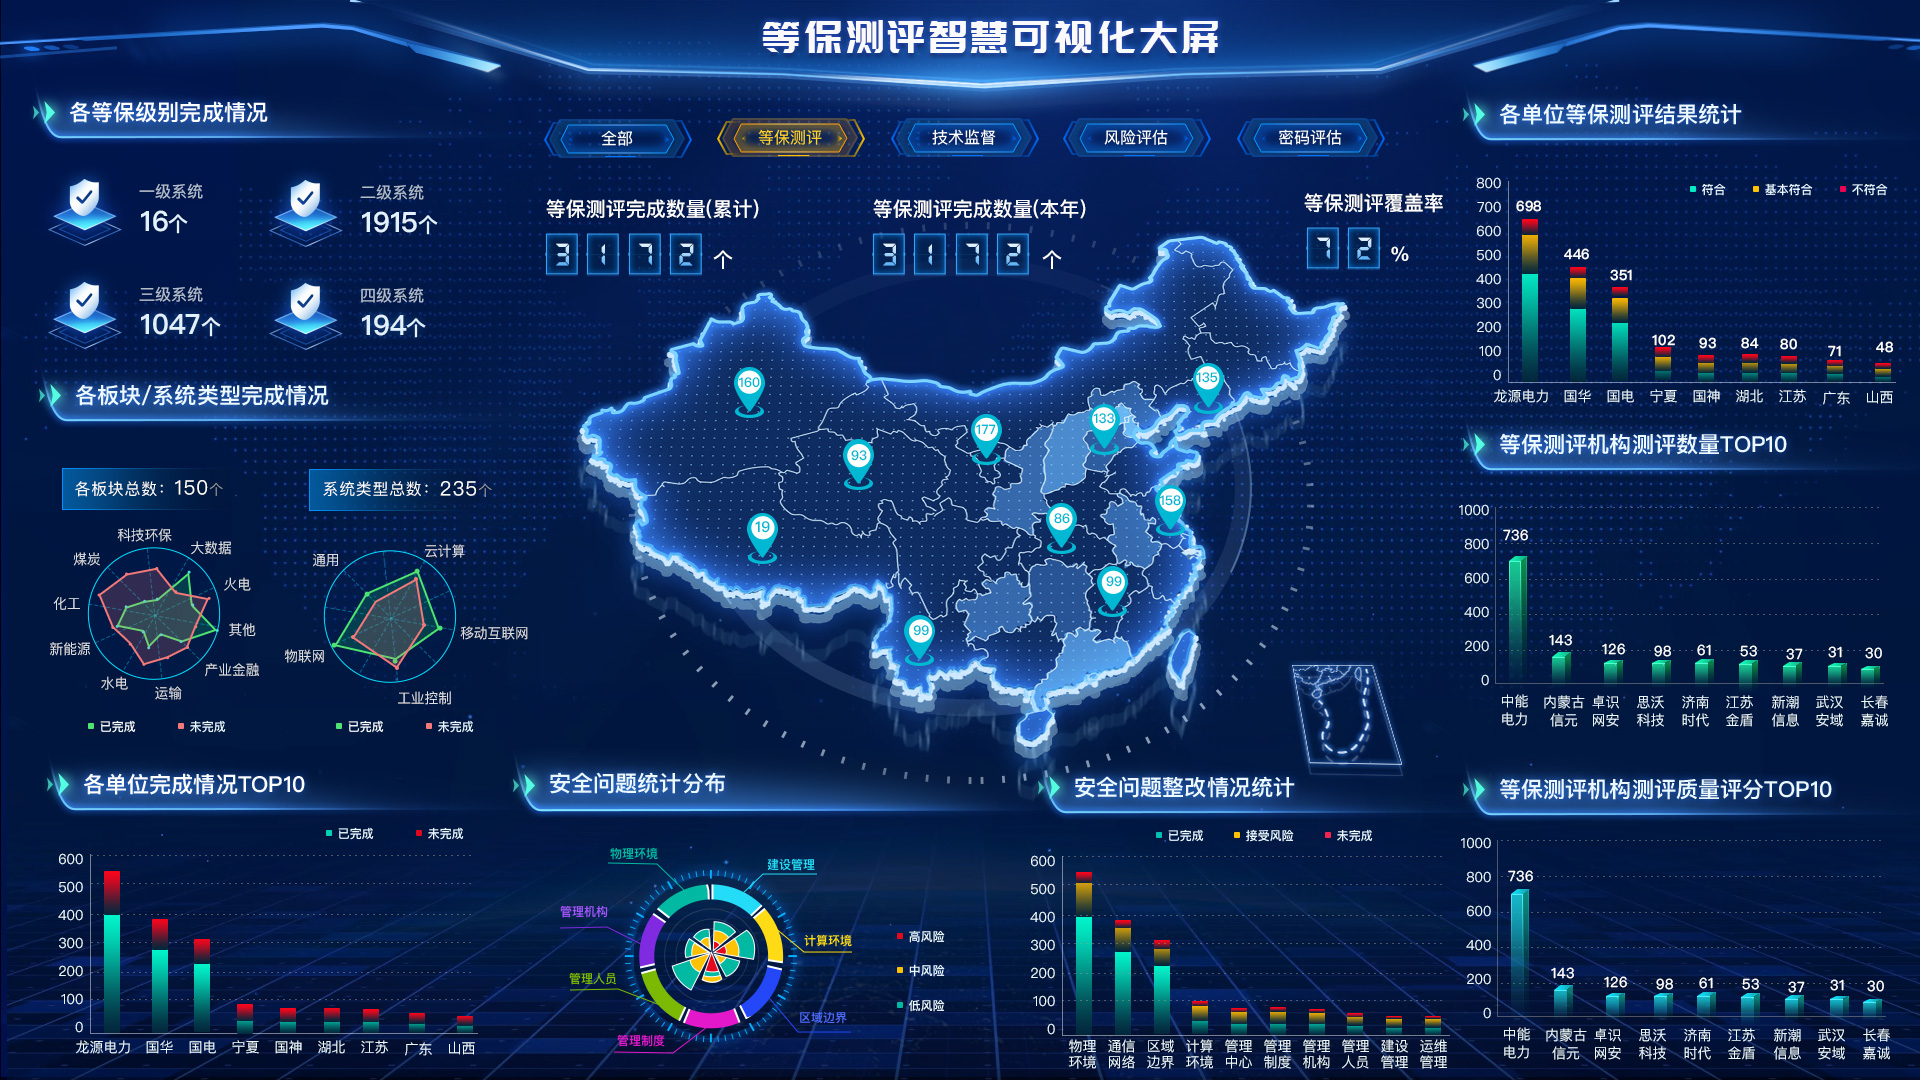 等保测评智慧可视化大屏
各等保级别完成情况
一级系统
16个
二级系统
1915个
三级系统
1047个
四级系统
194个
各板块/系统类型完成情况
各板块总数：150个
系统类型总数：235个
科技环保
大数据
火电
其他
产业金融
运输
水电
新能源
化工
煤炭
已完成
未完成
通用
云计算
移动互联网
工业控制
物联网
已完成
未完成
各单位完成情况TOP10
已完成
未完成
600
500
400
300
200
100
0
龙源电力 国华 国电 宁夏 国神 湖北 江苏 广东 山西
全部
等保测评
技术监督
风险评估
密码评估
等保测评完成数量(累计)
3172个
等保测评完成数量(本年)
3172个
等保测评覆盖率
72%
160
135
133
177
93
158
86
19
99
99
安全问题统计分布
物理环境
建设管理
管理机构
计算环境
管理人员
区域边界
管理制度
高风险
中风险
低风险
安全问题整改情况统计
已完成
接受风险
未完成
600
500
400
300
200
100
0
物理 通信 区域 计算 管理 管理 管理 管理 建设 运维
环境 网络 边界 环境 中心 制度 机构 人员 管理 管理
各单位等保测评结果统计
符合
基本符合
不符合
800
700
600
500
400
300
200
100
0
698 446 351 102 93 84 80 71 48
龙源电力 国华 国电 宁夏 国神 湖北 江苏 广东 山西
等保测评机构测评数量TOP10
1000
800
600
400
200
0
736 143 126 98 61 53 37 31 30
中能 内蒙古 卓识 思沃 济南 江苏 新潮 武汉 长春
电力 信元 网安 科技 时代 金盾 信息 安域 嘉诚
等保测评机构测评质量评分TOP10
1000
800
600
400
200
0
736 143 126 98 61 53 37 31 30
中能 内蒙古 卓识 思沃 济南 江苏 新潮 武汉 长春
电力 信元 网安 科技 时代 金盾 信息 安域 嘉诚